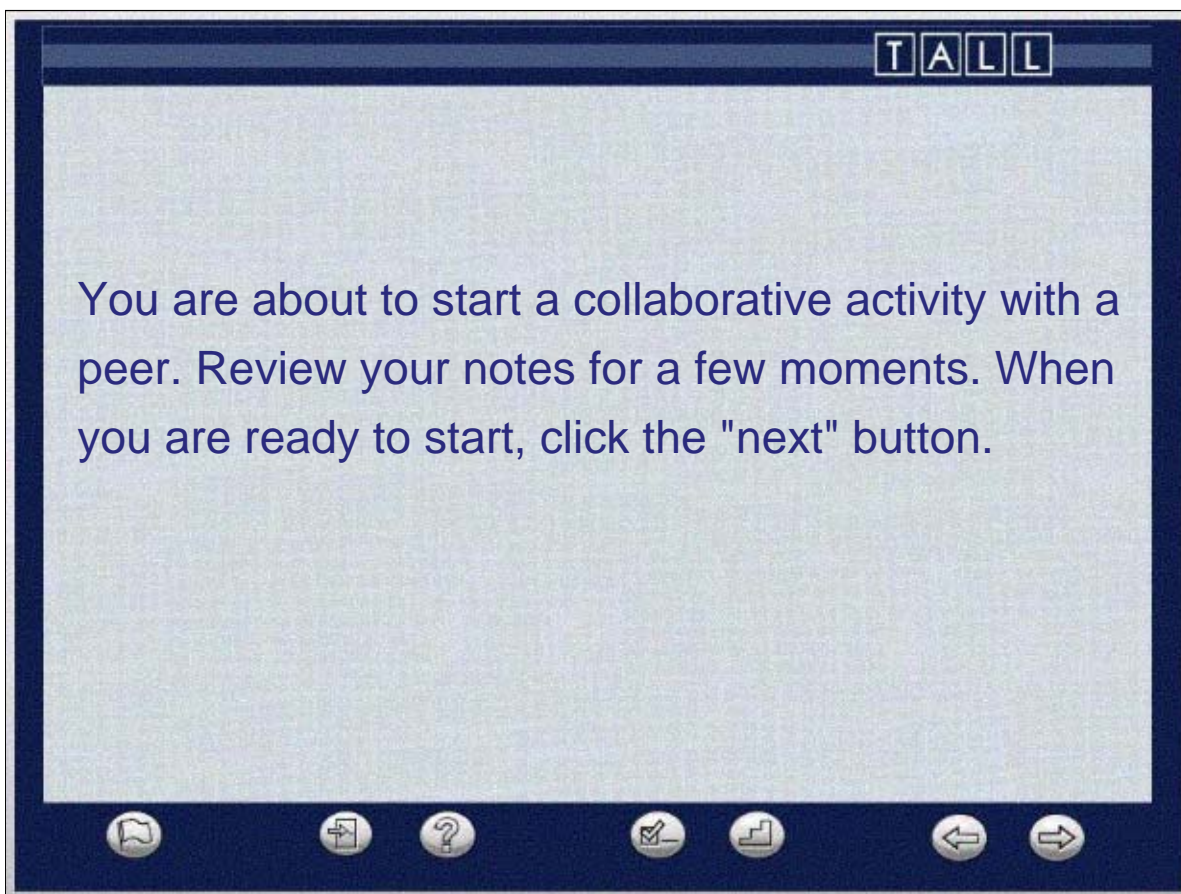 TALL
You are about to start a collaborative activity with a
peer. Review your notes for a few moments. When
you are ready to start, click the "next" button.
?